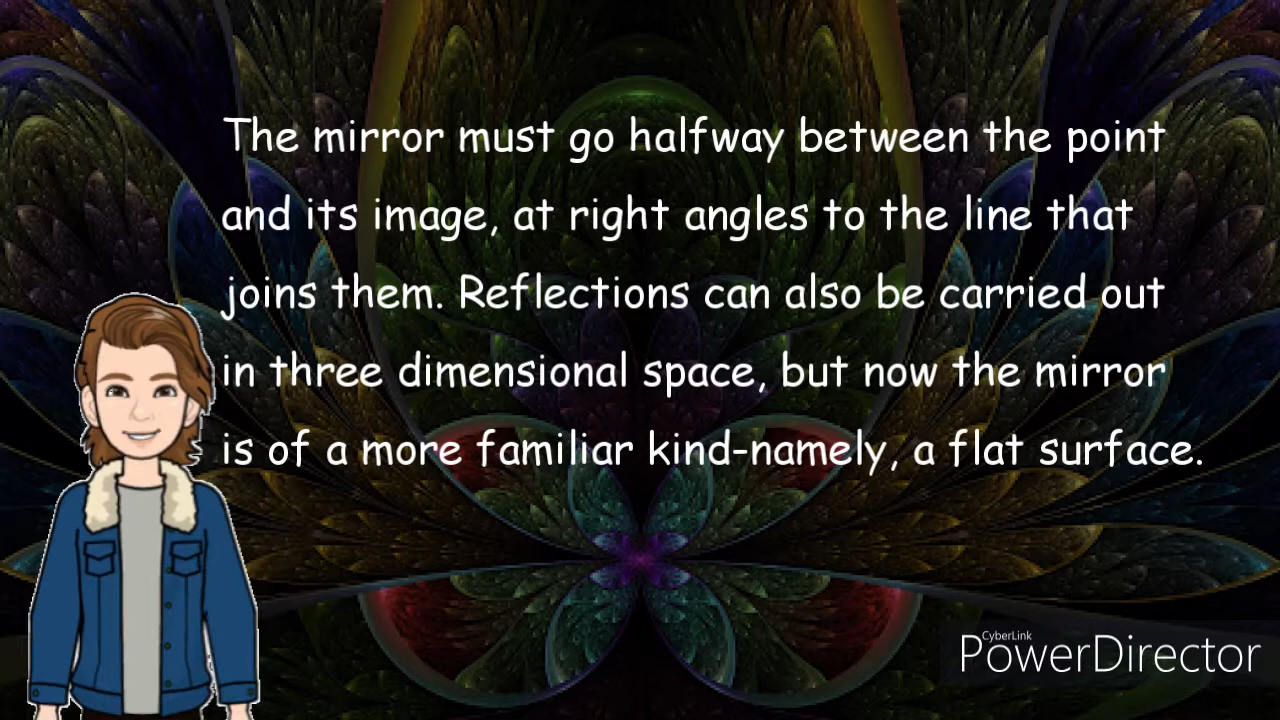 The mirror must go halfway between the point
and its image, at right angles to the line that
joins them. Reflections can also be carried out
in three dimensional space, but now the mirror
is of a more familiar kind-namely, a flat surface.
CyberLink
PowerDirector